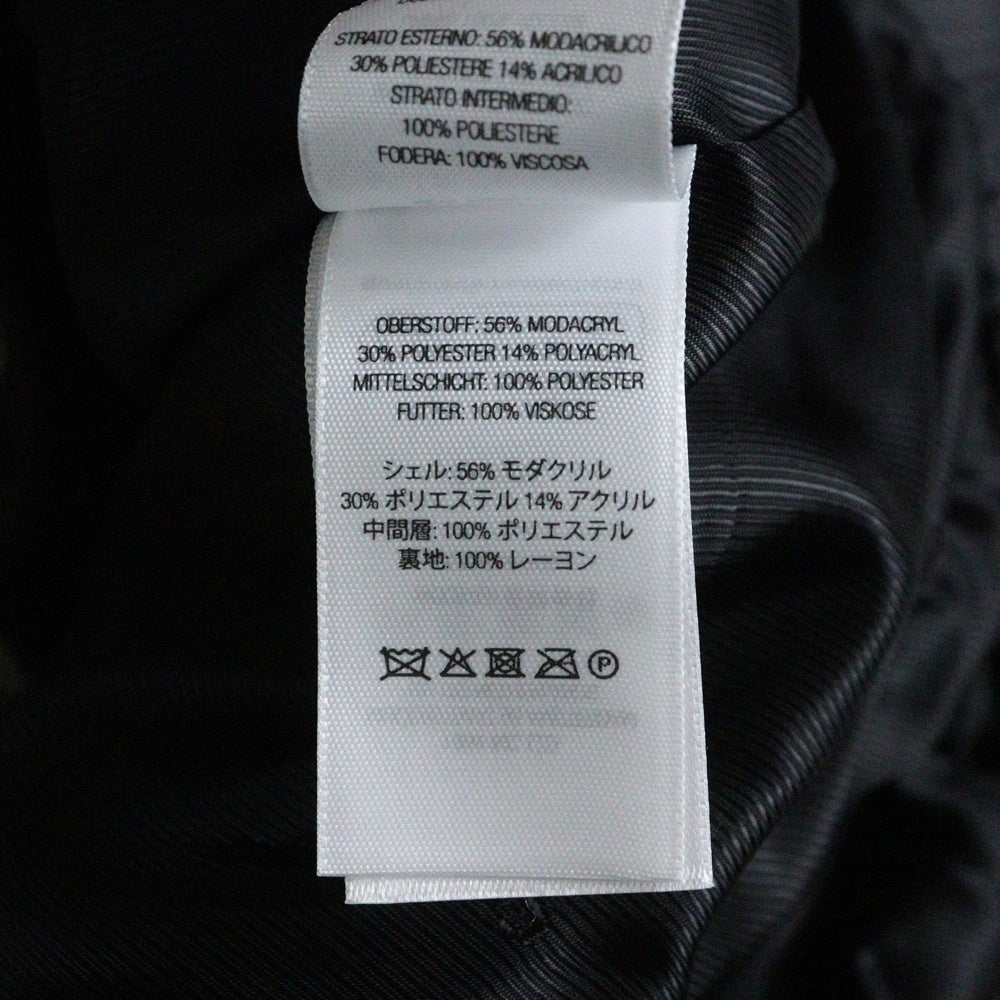 STRATO ESTERNO: 56% MODACRILICO
30% POLIESTERE 14% ACRILICO
STRATO INTERMEDIO:
100% POLIESTERE
FODERA: 100% VISCOSA
OBERSTOFF: 56% MODACRYL
30% POLYESTER 14% POLYACRYL
MITTELSCHICHT: 100% POLYESTER
FUTTER: 100% VISKOSE
シェル: 56% モダクリル
30% ポリエステル 14% アクリル
中間層: 100% ポリエステル
裏地: 100% レーヨン
P